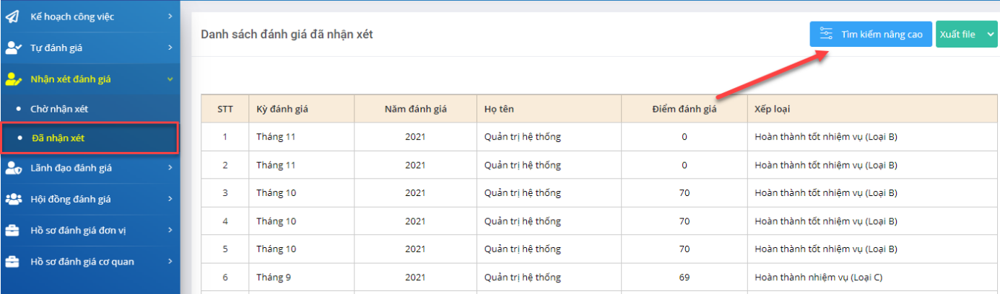 Kế hoạch công việc
Tự đánh giá
Nhận xét đánh giá
Chờ nhận xét
Đã nhận xét
Lãnh đạo đánh giá
Hội đồng đánh giá
Hồ sơ đánh giá đơn vị
Hồ sơ đánh giá cơ quan
Danh sách đánh giá đã nhận xét
Tìm kiếm nâng cao
Xuất file
STT Kỳ đánh giá Năm đánh giá Họ tên Điểm đánh giá Xếp loại
1 Tháng 11 2021 Quản trị hệ thống 0 Hoàn thành tốt nhiệm vụ (Loại B)
2 Tháng 11 2021 Quản trị hệ thống 0 Hoàn thành tốt nhiệm vụ (Loại B)
3 Tháng 10 2021 Quản trị hệ thống 70 Hoàn thành tốt nhiệm vụ (Loại B)
4 Tháng 10 2021 Quản trị hệ thống 70 Hoàn thành tốt nhiệm vụ (Loại B)
5 Tháng 10 2021 Quản trị hệ thống 70 Hoàn thành tốt nhiệm vụ (Loại B)
6 Tháng 9 2021 Quản trị hệ thống 69 Hoàn thành nhiệm vụ (Loại C)